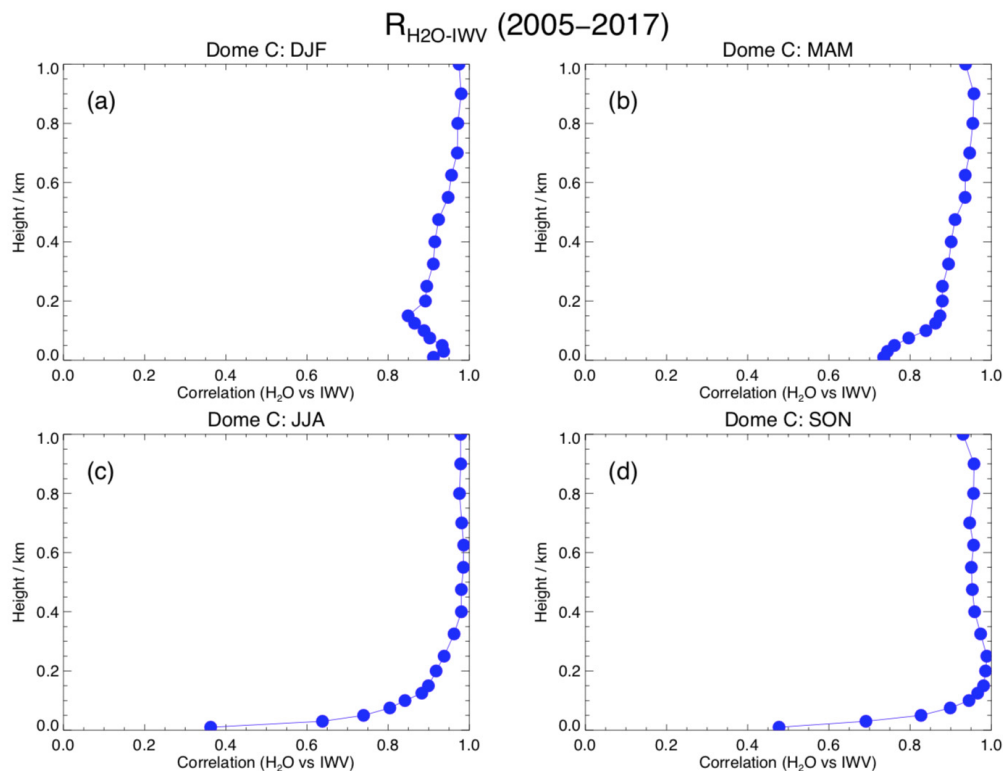 R_H2O-IWV (2005–2017)
Dome C: DJF
(a)
1.0
0.8
0.6
0.4
0.2
0.0
Height / km
0.0 0.2 0.4 0.6 0.8 1.0
Correlation (H₂O vs IWV)
Dome C: MAM
(b)
1.0
0.8
0.6
0.4
0.2
0.0
Height / km
0.0 0.2 0.4 0.6 0.8 1.0
Correlation (H₂O vs IWV)
Dome C: JJA
(c)
1.0
0.8
0.6
0.4
0.2
0.0
Height / km
0.0 0.2 0.4 0.6 0.8 1.0
Correlation (H₂O vs IWV)
Dome C: SON
(d)
1.0
0.8
0.6
0.4
0.2
0.0
Height / km
0.0 0.2 0.4 0.6 0.8 1.0
Correlation (H₂O vs IWV)